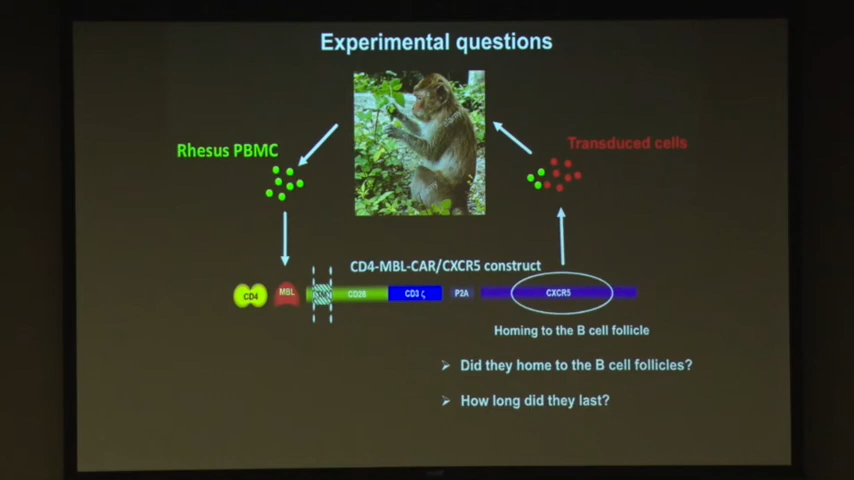 Experimental questions
Rhesus PBMC
Transduced cells
CD4-MBL-CAR/CXCR5 construct
CD4
MBL
CD28
CD3 ζ
P2A
CXCR5
Homing to the B cell follicle
Did they home to the B cell follicles?
How long did they last?